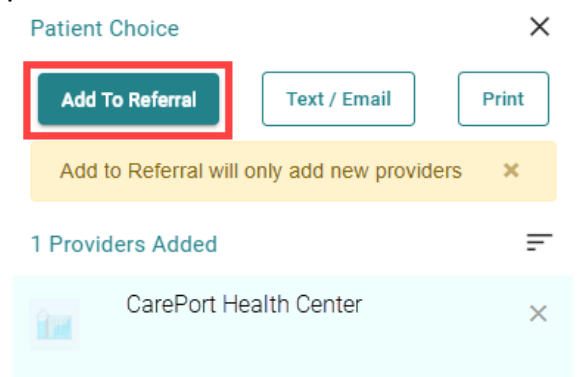 Patient Choice
Add To Referral
Text / Email
Print
Add to Referral will only add new providers
1 Providers Added
CarePort Health Center